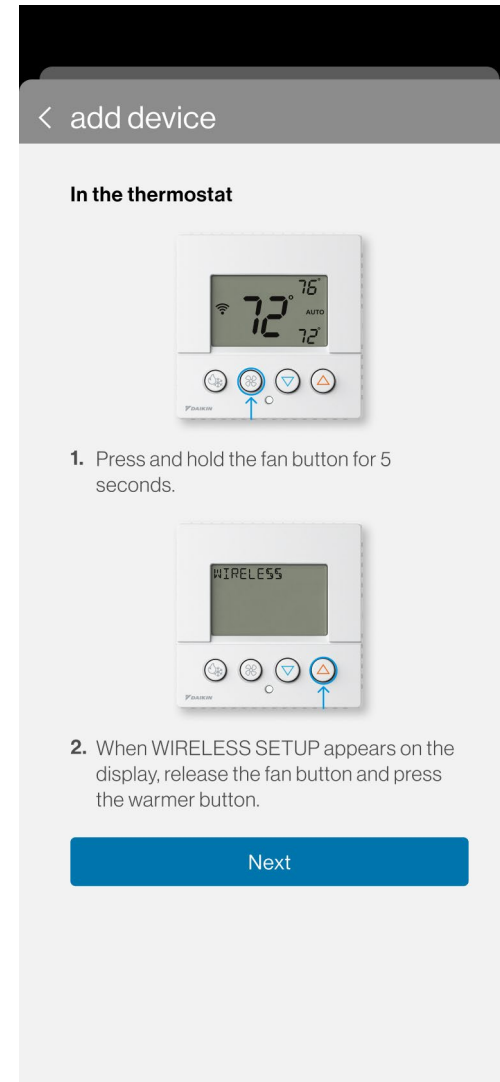 add device
In the thermostat
76°
72°
AUTO
72°
DAIKIN
1. Press and hold the fan button for 5
seconds.
WIRELESS
DAIKIN
2. When WIRELESS SETUP appears on the
display, release the fan button and press
the warmer button.
Next